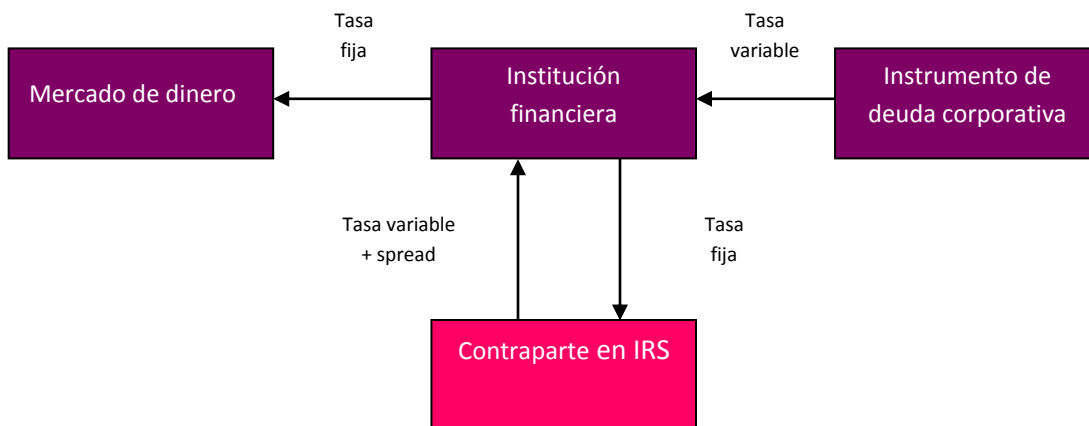 Tasa
fija
Tasa
variable
Mercado de dinero
Institución
financiera
Instrumento de
deuda corporativa
Tasa variable
+ spread
Tasa
fija
Contraparte en IRS